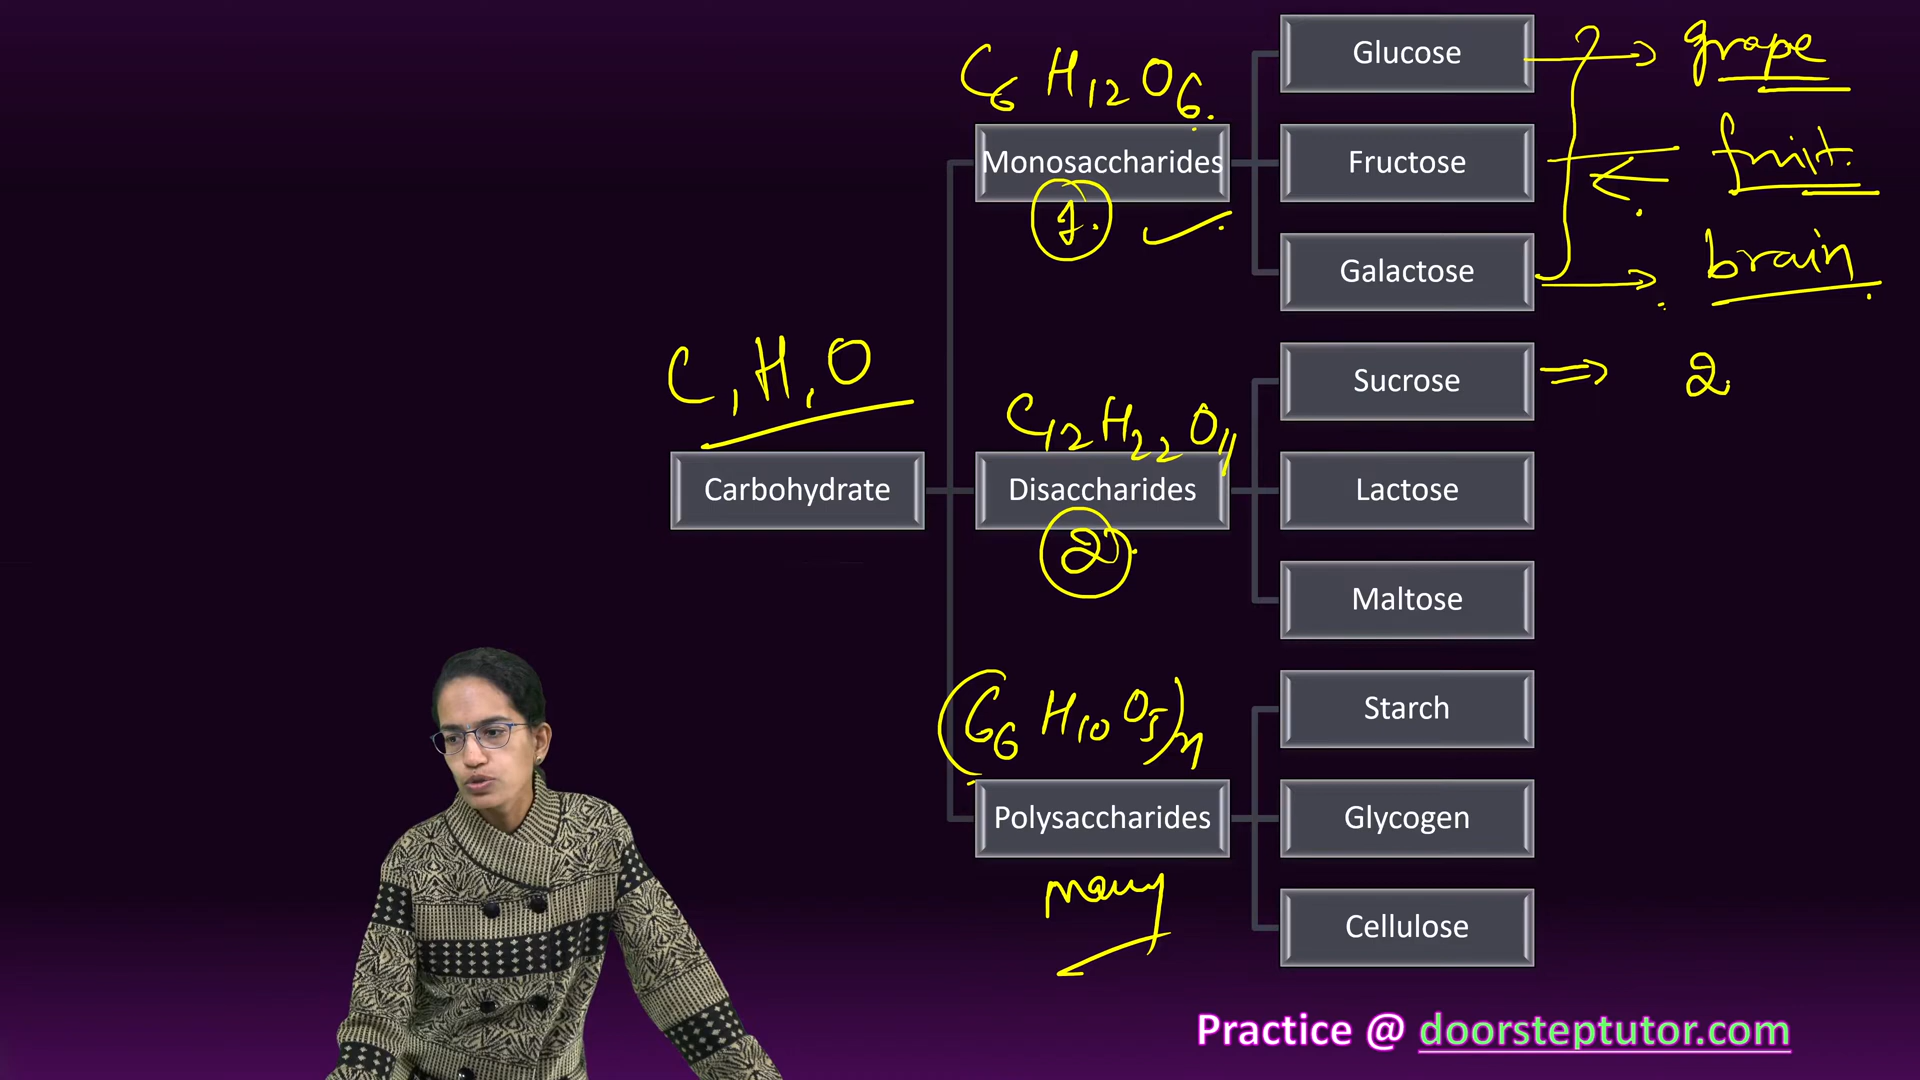 Glucose
grape
C6 H12 O6
Monosaccharides
1
Fructose
fruit
Galactose
brain
C, H, O
Sucrose
2
C12 H22 O11
Carbohydrate
Disaccharides
2
Lactose
Maltose
(C6 H10 O5)n
Starch
Polysaccharides
many
Glycogen
Cellulose
Practice @ doorsteptutor.com